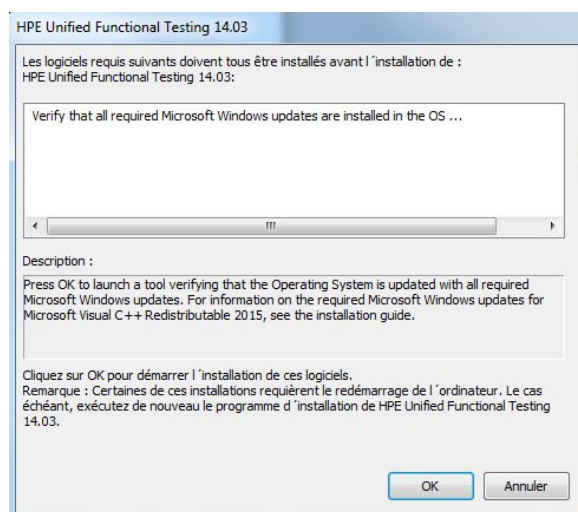 HPE Unified Functional Testing 14.03
Les logiciels requis suivants doivent tous être installés avant l´installation de :
HPE Unified Functional Testing 14.03:
Verify that all required Microsoft Windows updates are installed in the OS ...
Description :
Press OK to launch a tool verifying that the Operating System is updated with all required
Microsoft Windows updates. For information on the required Microsoft Windows updates for
Microsoft Visual C++ Redistributable 2015, see the installation guide.
Cliquez sur OK pour démarrer l´installation de ces logiciels.
Remarque : Certaines de ces installations requièrent le redémarrage de l´ordinateur. Le cas
échéant, exécutez de nouveau le programme d´installation de HPE Unified Functional Testing
14.03.
OK Annuler